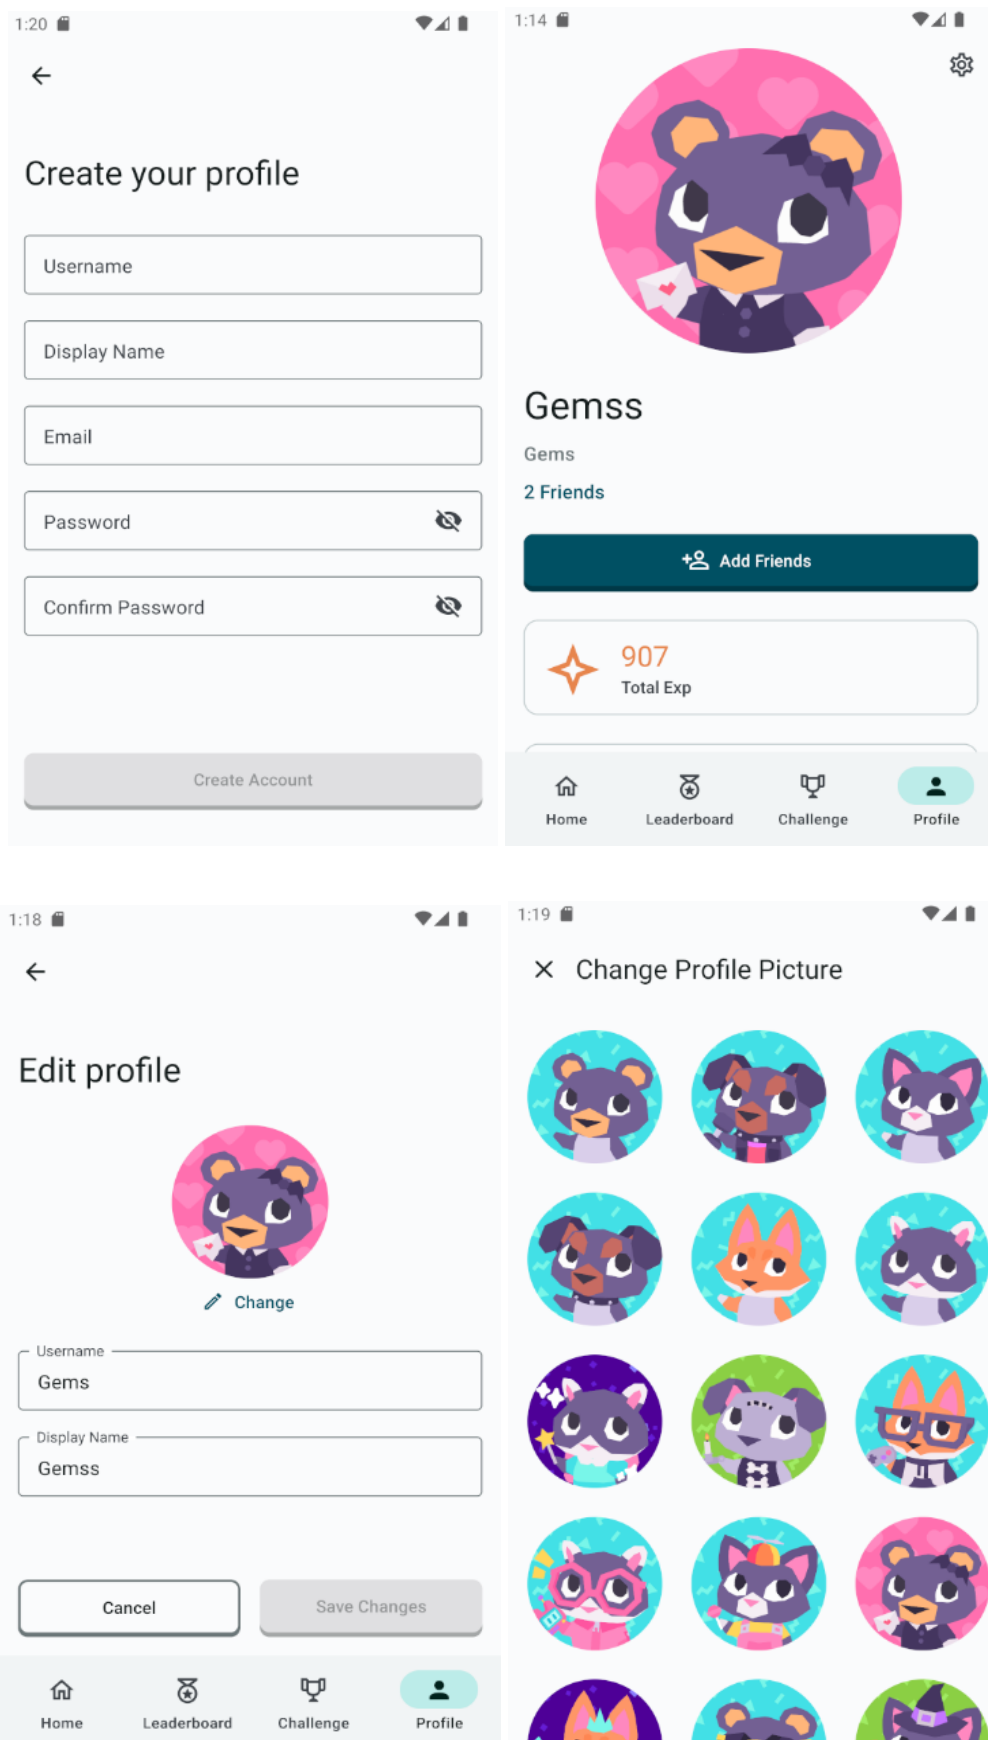 1:20
Create your profile
Username
Display Name
Email
Password
Confirm Password
Create Account
1:14
Gemss
Gems
2 Friends
Add Friends
907
Total Exp
Home Leaderboard Challenge Profile
1:18
Edit profile
Change
Username
Gems
Display Name
Gemss
Cancel Save Changes
Home Leaderboard Challenge Profile
1:19
Change Profile Picture